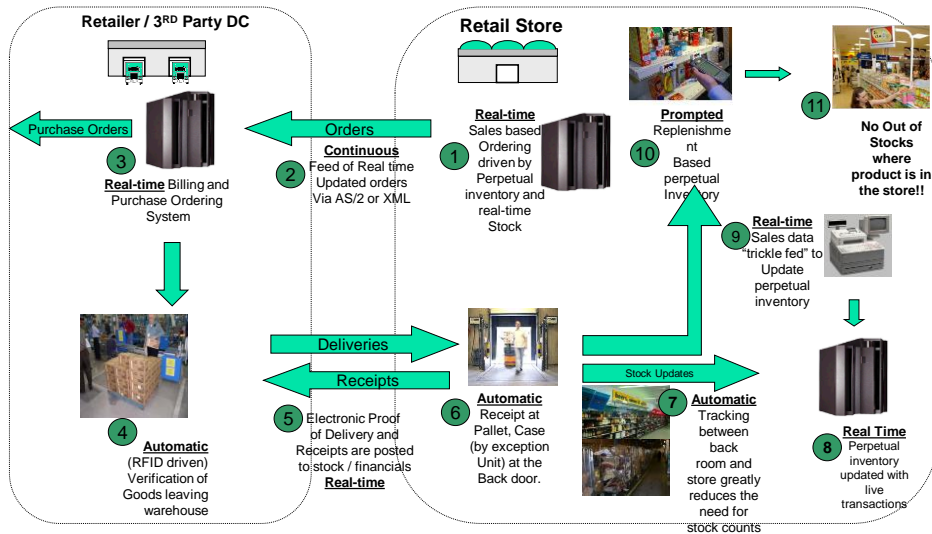 Retailer / 3RD Party DC
Retail Store
Purchase Orders
3
Real-time Billing and
Purchase Ordering
System
Orders
Continuous
2
Feed of Real time
Updated orders
Via AS/2 or XML
1
Real-time
Sales based
Ordering
driven by
Perpetual
inventory and
real-time
Stock
Prompted
10
Replenishme
nt
Based
perpetual
Inventory
11
No Out of
Stocks
where
product is in
the store!!
9
Real-time
Sales data
“trickle fed” to
Update
perpetual
inventory
Deliveries
Receipts
4
Automatic
(RFID driven)
Verification of
Goods leaving
warehouse
5
Electronic Proof
of Delivery and
Receipts are posted
to stock / financials
Real-time
6
Automatic
Receipt at
Pallet, Case
(by exception
Unit) at the
Back door.
Stock Updates
7
Automatic
Tracking
between
back
room and
store greatly
reduces the
need for
stock counts
8
Real Time
Perpetual
inventory
updated with
live
transactions